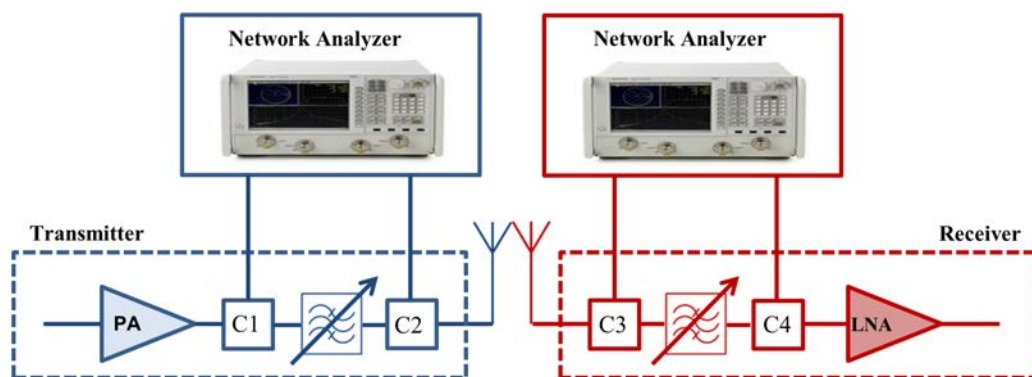 Network Analyzer
Network Analyzer
Transmitter
Receiver
PA
C1
C2
C3
C4
LNA